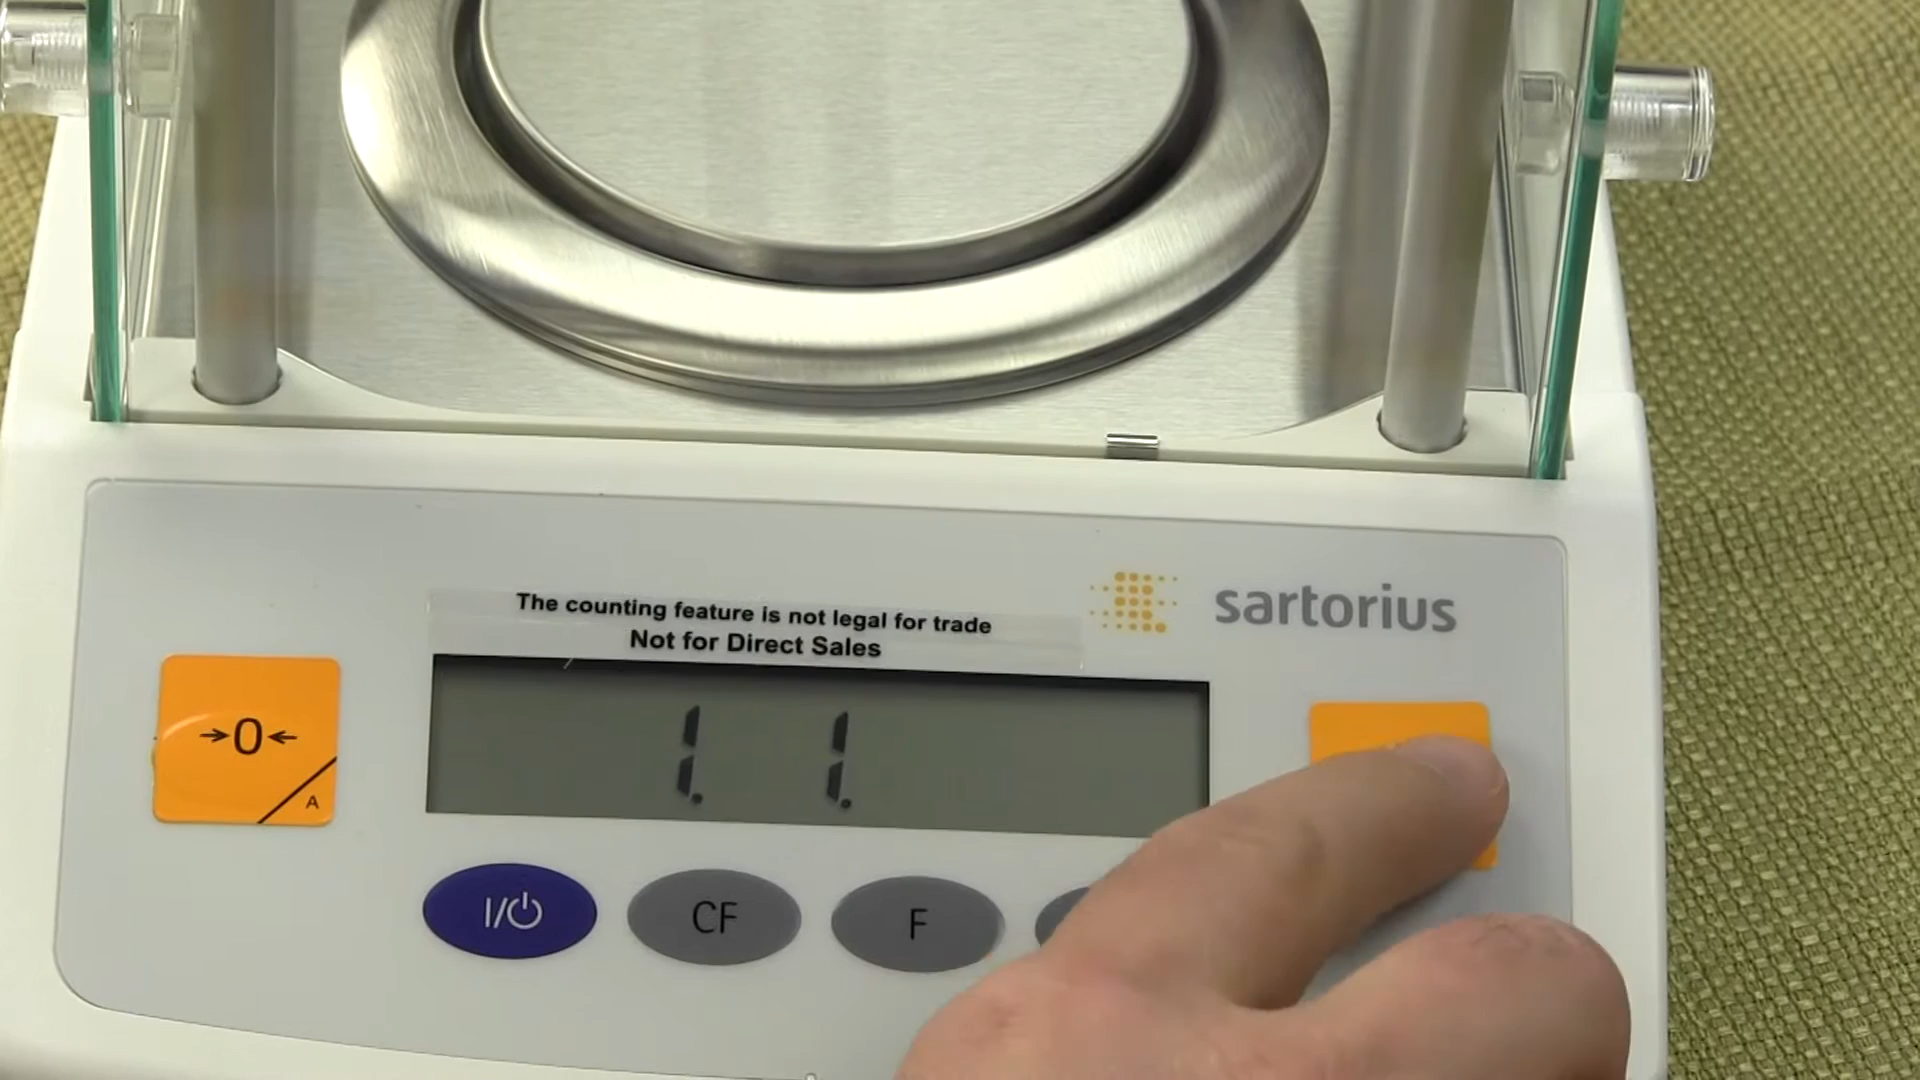 The counting feature is not legal for trade
Not for Direct Sales
sartorius
1. 1.
→0←
A
I/⏻
CF
F